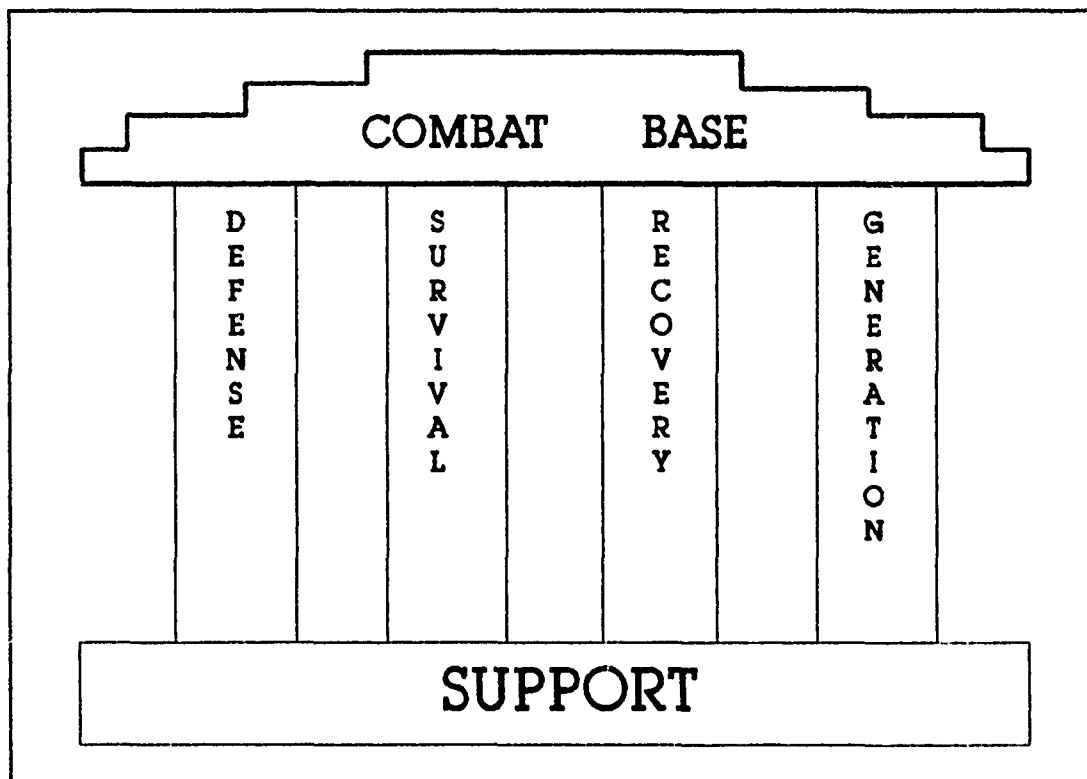 COMBAT BASE
DEFENSE
SURVIVAL
RECOVERY
GENERATION
SUPPORT